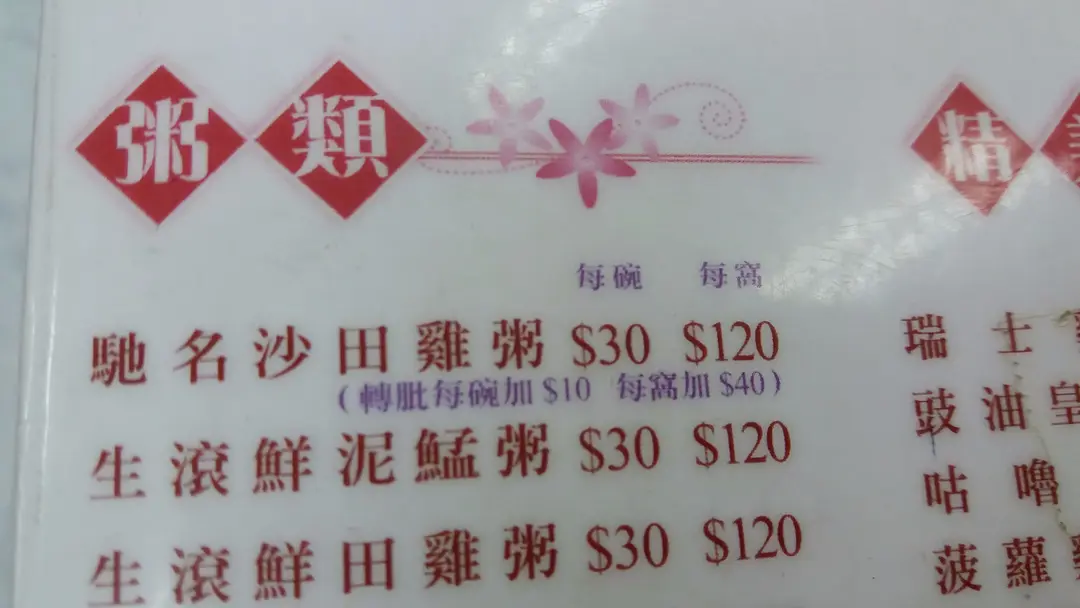 粥類
每碗 每窩
馳名沙田雞粥 $30 $120
(轉肶每碗加$10 每窩加$40)
生滾鮮泥鯭粥 $30 $120
生滾鮮田雞粥 $30 $120
精
瑞士
豉油皇
咕嚕
菠蘿